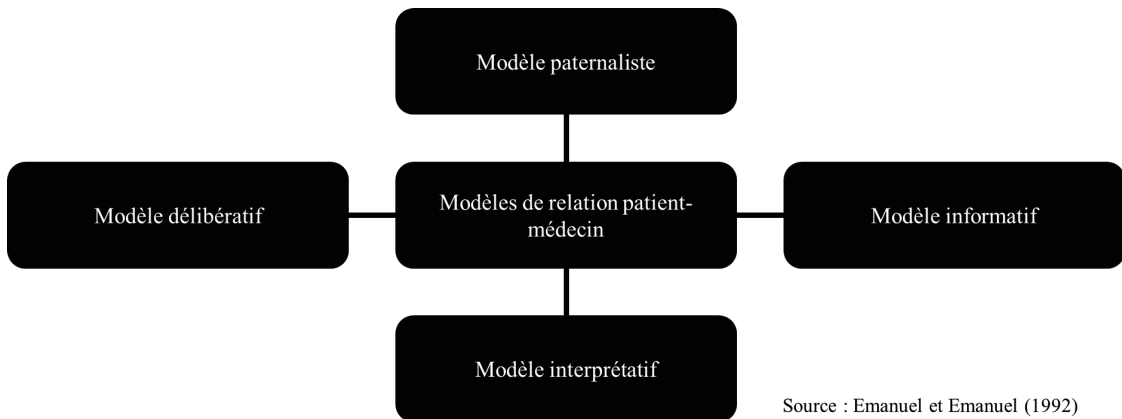 Modèle paternaliste
Modèle délibératif
Modèles de relation patient-
médecin
Modèle informatif
Modèle interprétatif
Source : Emanuel et Emanuel (1992)